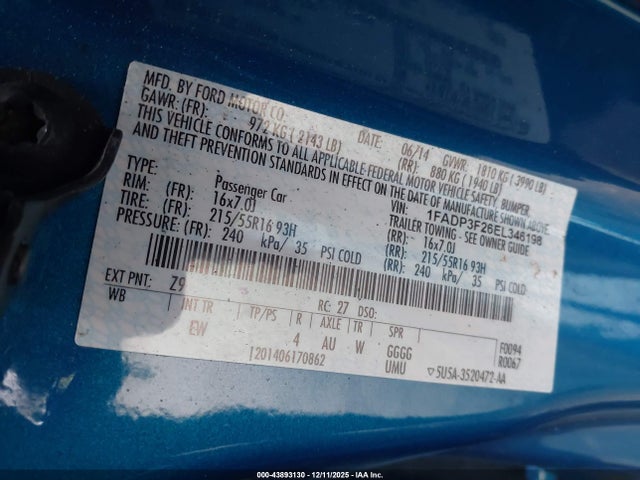 MFD. BY FORD MOTOR CO.
DATE: 06/14 GVWR: 1810 KG ( 3990 LB)
GAWR: (FR): 972 KG ( 2143 LB) (RR): 880 KG ( 1940 LB)
THIS VEHICLE CONFORMS TO ALL APPLICABLE FEDERAL MOTOR VEHICLE SAFETY, BUMPER
AND THEFT PREVENTION STANDARDS IN EFFECT ON THE DATE OF MANUFACTURE SHOWN ABOVE.
VIN: 1FADP3F26EL346198
TYPE: Passenger Car TRAILER TOWING - SEE OWNER GUIDE
RIM: (FR): 16x7.0J (RR): 16x7.0J
TIRE: (FR): 215/55R16 93H (RR): 215/55R16 93H
PRESSURE: (FR): 240 kPa/ 35 PSI COLD (RR): 240 kPa/ 35 PSI COLD
EXT PNT: Z9 RC: 27 DSO:
WB INT TR TP/PS R AXLE TR SPR
EW 4 AU W GGGG F0094
UMU R0067
1201406170862 5U5A-3520472-AA
000-43893130 - 12/11/2025 - IAA Inc.